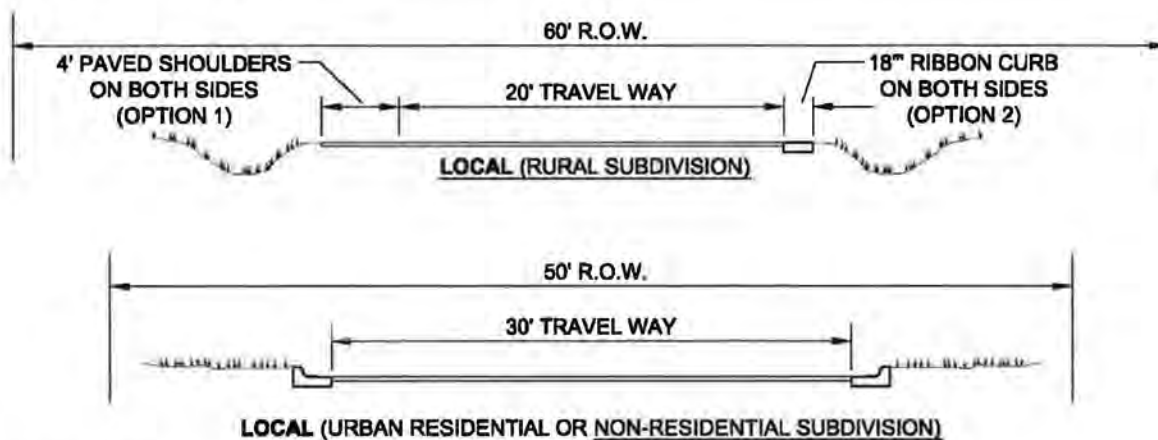 60' R.O.W.
4' PAVED SHOULDERS
ON BOTH SIDES
(OPTION 1)
20' TRAVEL WAY
18" RIBBON CURB
ON BOTH SIDES
(OPTION 2)
LOCAL (RURAL SUBDIVISION)
50' R.O.W.
30' TRAVEL WAY
LOCAL (URBAN RESIDENTIAL OR NON-RESIDENTIAL SUBDIVISION)